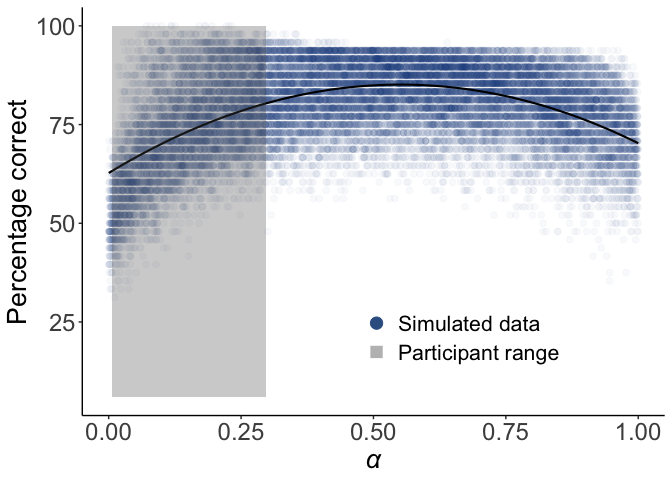 100
75
50
25
Percentage correct
Simulated data
Participant range
0.00 0.25 0.50 0.75 1.00
α